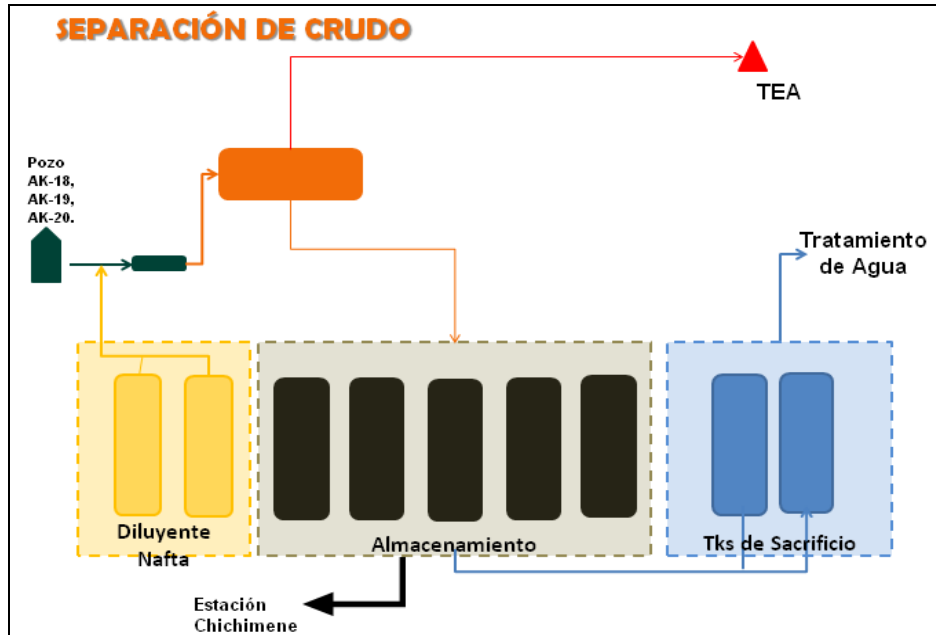 SEPARACIÓN DE CRUDO
TEA
Pozo
AK-18,
AK-19,
AK-20.
Tratamiento
de Agua
Diluyente
Nafta
Almacenamiento
Tks de Sacrificio
Estación
Chichimene